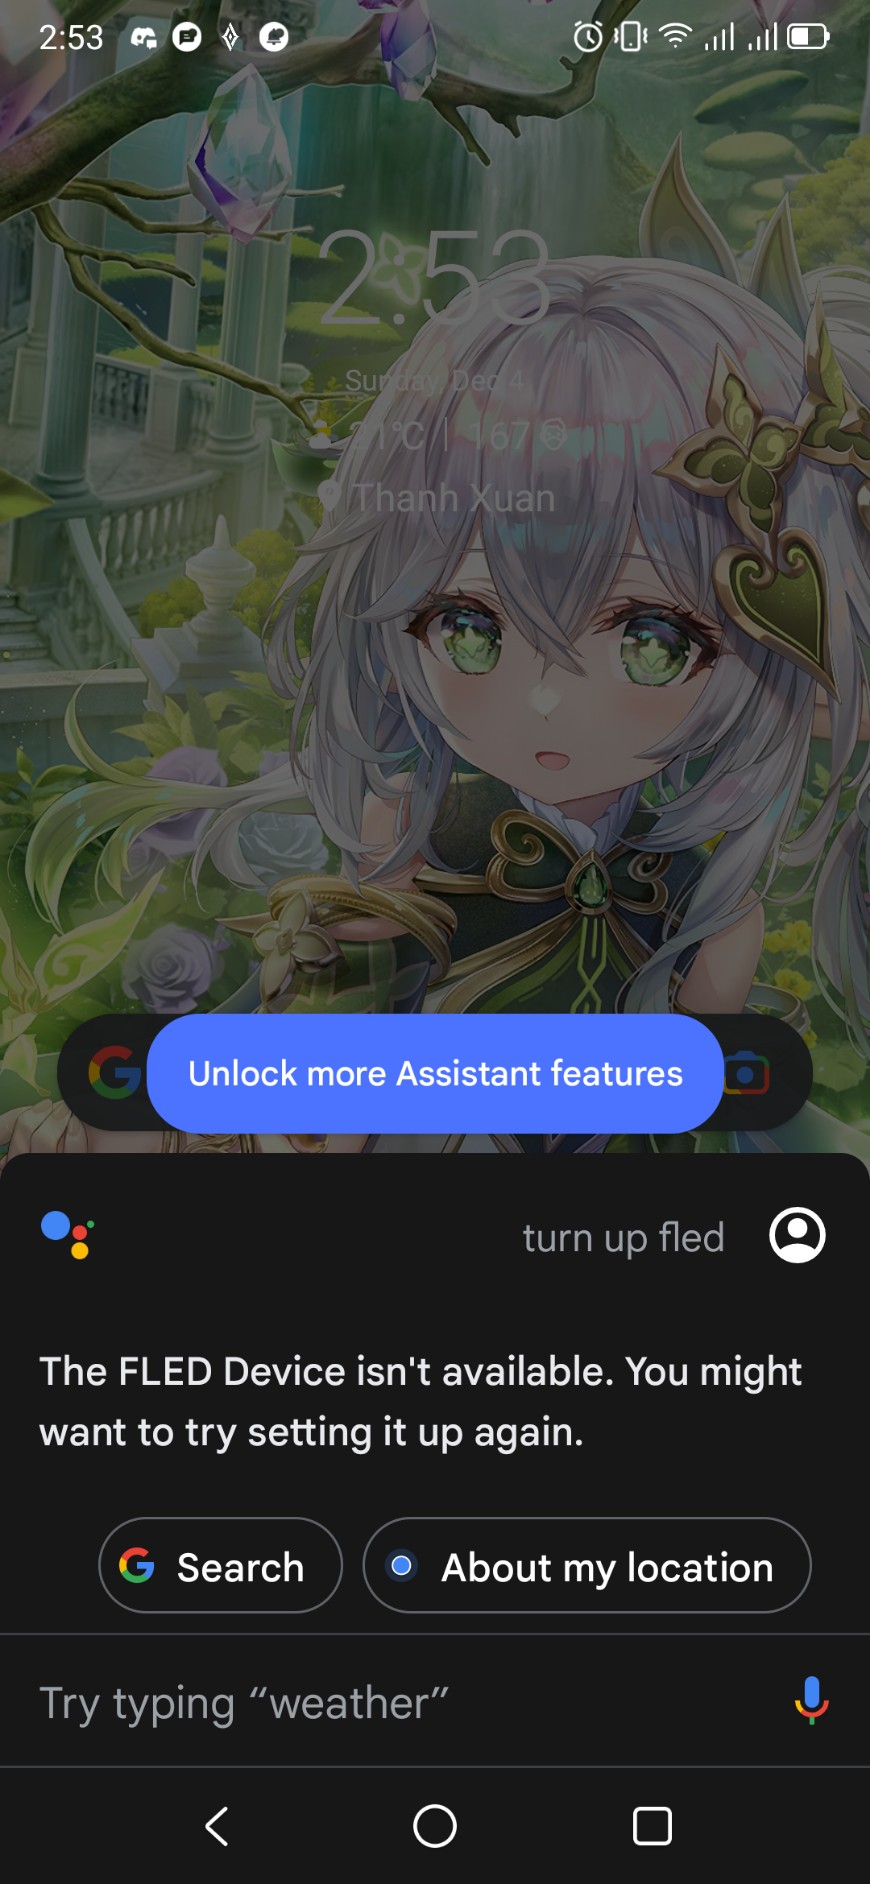 2:53
2:53
Sunday, Dec 4
21°C | 167
Thanh Xuan
Unlock more Assistant features
turn up fled
The FLED Device isn't available. You might
want to try setting it up again.
Search
About my location
Try typing “weather”